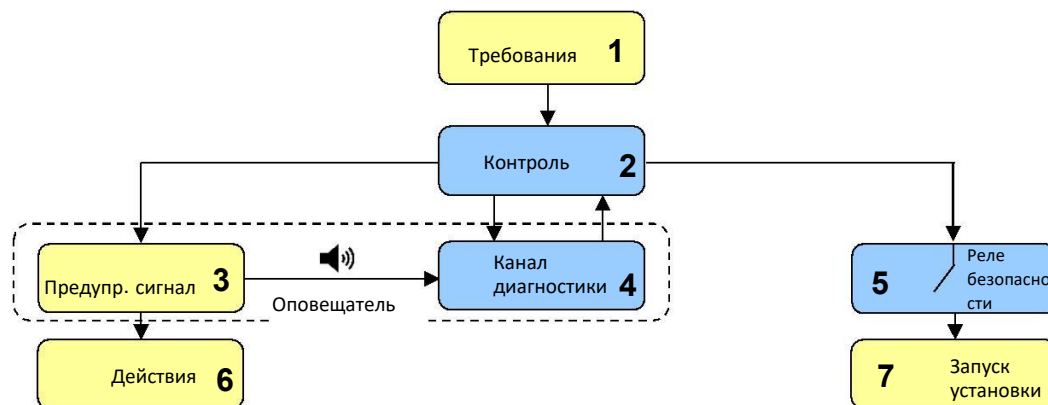 Требования 1
Контроль 2
Предупр. сигнал 3
Оповещатель
Канал
диагностики 4
5 Реле
безопасно
сти
Действия 6
7 Запуск
установки